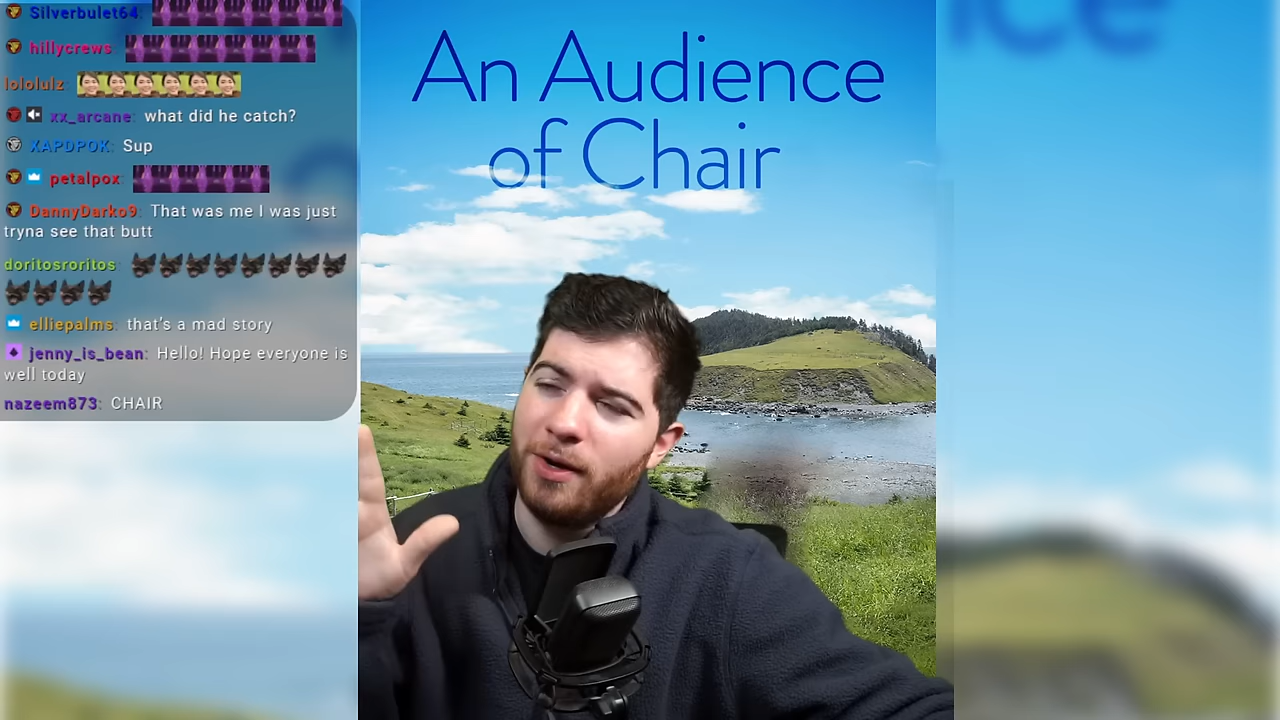 Silverbulet64:
hillycrews
lololulz
xx_arcane: what did he catch?
XAPDPOK: Sup
petalpox:
DannyDarko9: That was me I was just
tryna see that butt
doritosroritos
elliepalms: that's a mad story
jenny_is_bean: Hello! Hope everyone is
well today
nazeem873: CHAIR
An Audience
of Chair
ice